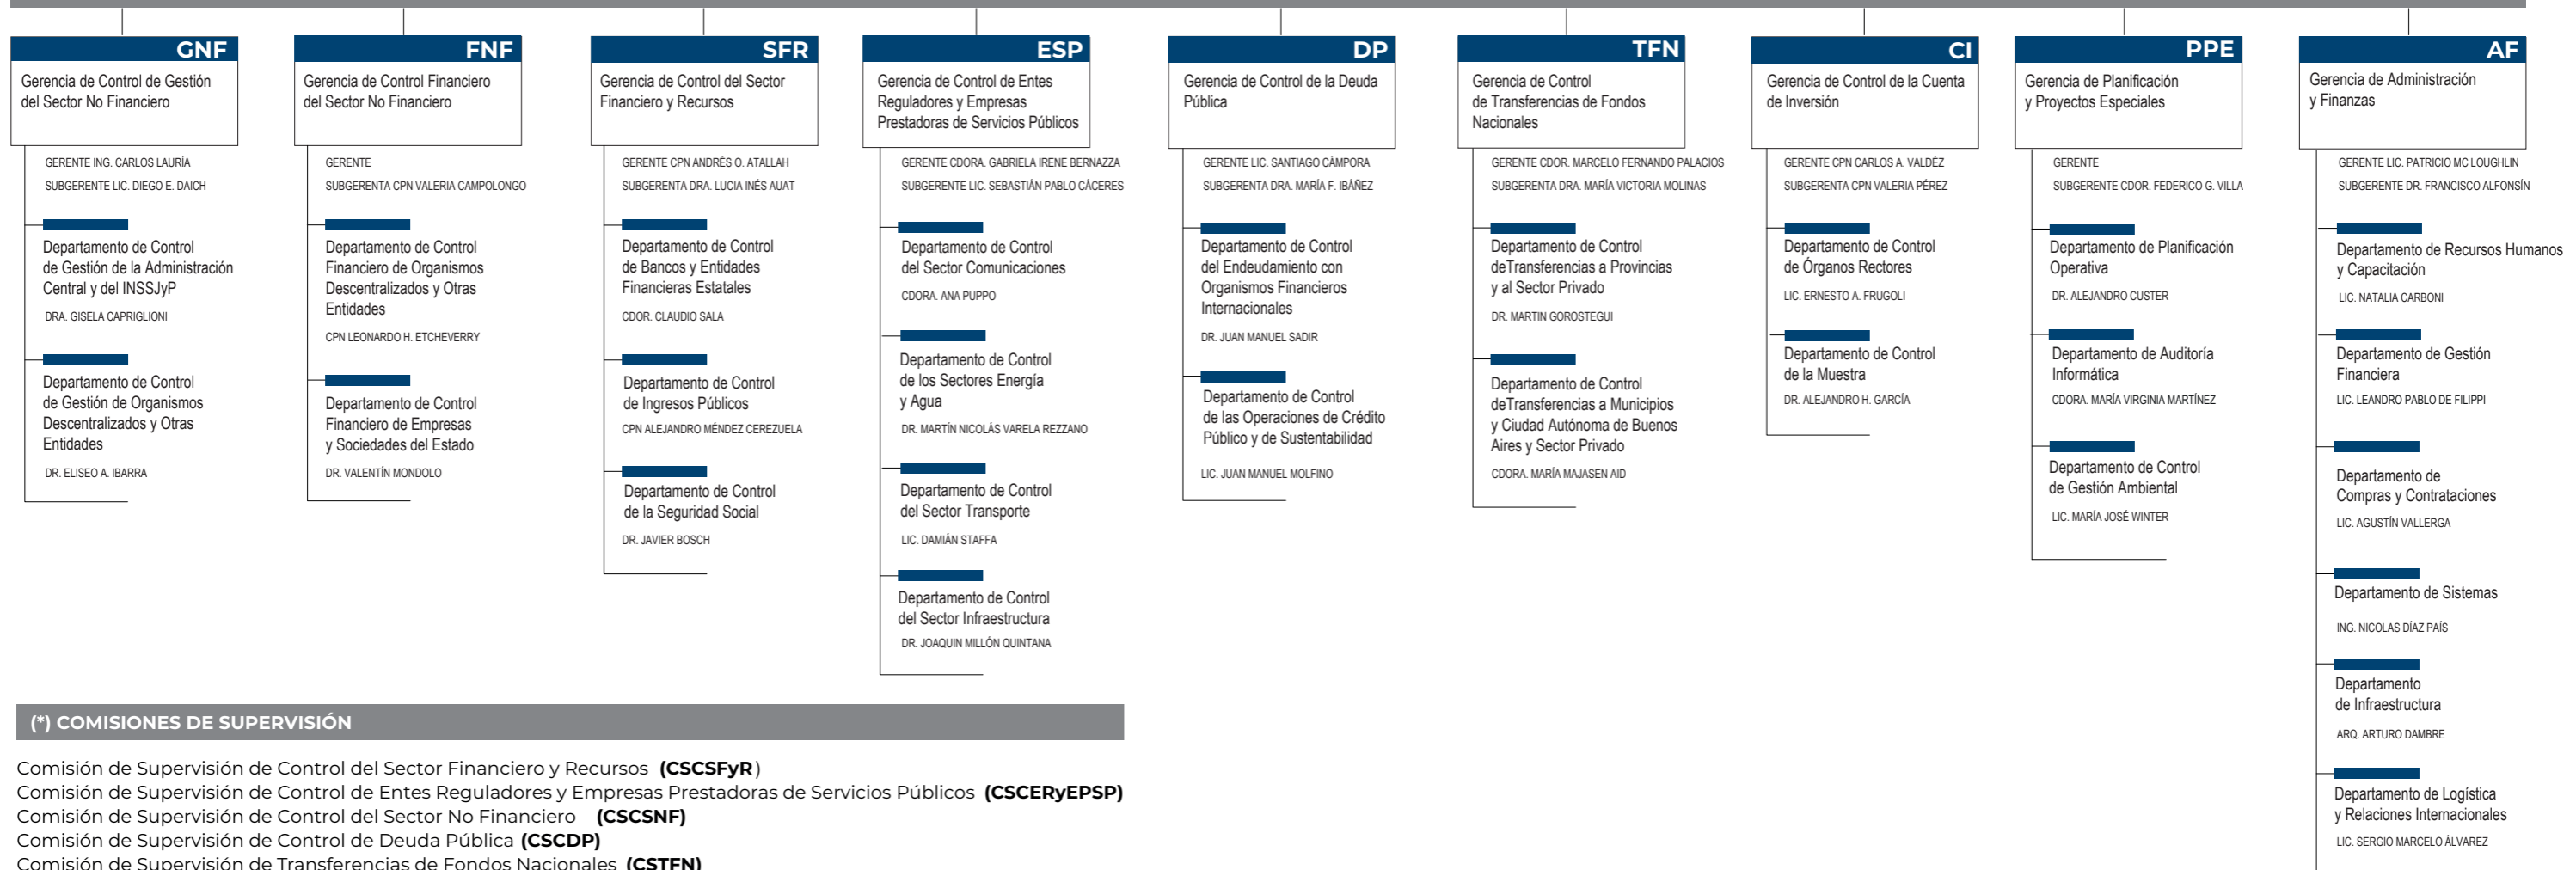 GNF
Gerencia de Control de Gestión
del Sector No Financiero
GERENTE ING. CARLOS LAURÍA
SUBGERENTE LIC. DIEGO E. DAICH
Departamento de Control
de Gestión de la Administración
Central y del INSSJyP
DRA. GISELA CAPRIGLIONI
Departamento de Control
de Gestión de Organismos
Descentralizados y Otras
Entidades
DR. ELISEO A. IBARRA
FNF
Gerencia de Control Financiero
del Sector No Financiero
GERENTE
SUBGERENTA CPN VALERIA CAMPOLONGO
Departamento de Control
Financiero de Organismos
Descentralizados y Otras
Entidades
CPN LEONARDO H. ETCHEVERRY
Departamento de Control
Financiero de Empresas
y Sociedades del Estado
DR. VALENTÍN MONDOLO
SFR
Gerencia de Control del Sector
Financiero y Recursos
GERENTE CPN ANDRÉS O. ATALLAH
SUBGERENTA DRA. LUCIA INÉS AUAT
Departamento de Control
de Bancos y Entidades
Financieras Estatales
CDOR. CLAUDIO SALA
Departamento de Control
de Ingresos Públicos
CPN ALEJANDRO MÉNDEZ CEREZUELA
Departamento de Control
de la Seguridad Social
DR. JAVIER BOSCH
ESP
Gerencia de Control de Entes
Reguladores y Empresas
Prestadoras de Servicios Públicos
GERENTE CDORA. GABRIELA IRENE BERNAZZA
SUBGERENTE LIC. SEBASTIÁN PABLO CÁCERES
Departamento de Control
del Sector Comunicaciones
CDORA. ANA PUPPO
Departamento de Control
de los Sectores Energía
y Agua
DR. MARTÍN NICOLÁS VARELA REZZANO
Departamento de Control
del Sector Transporte
LIC. DAMIÁN STAFFA
Departamento de Control
del Sector Infraestructura
DR. JOAQUIN MILLÓN QUINTANA
DP
Gerencia de Control de la Deuda
Pública
GERENTE LIC. SANTIAGO CÁMPORA
SUBGERENTA DRA. MARÍA F. IBÁÑEZ
Departamento de Control
del Endeudamiento con
Organismos Financieros
Internacionales
DR. JUAN MANUEL SADIR
Departamento de Control
de las Operaciones de Crédito
Público y de Sustentabilidad
LIC. JUAN MANUEL MOLFINO
TFN
Gerencia de Control
de Transferencias de Fondos
Nacionales
GERENTE CDOR. MARCELO FERNANDO PALACIOS
SUBGERENTA DRA. MARÍA VICTORIA MOLINAS
Departamento de Control
deTransferencias a Provincias
y al Sector Privado
DR. MARTIN GOROSTEGUI
Departamento de Control
deTransferencias a Municipios
y Ciudad Autónoma de Buenos
Aires y Sector Privado
CDORA. MARÍA MAJASEN AID
CI
Gerencia de Control de la Cuenta
de Inversión
GERENTE CPN CARLOS A. VALDÉZ
SUBGERENTA CPN VALERIA PÉREZ
Departamento de Control
de Órganos Rectores
LIC. ERNESTO A. FRUGOLI
Departamento de Control
de la Muestra
DR. ALEJANDRO H. GARCÍA
PPE
Gerencia de Planificación
y Proyectos Especiales
GERENTE
SUBGERENTE CDOR. FEDERICO G. VILLA
Departamento de Planificación
Operativa
DR. ALEJANDRO CUSTER
Departamento de Auditoría
Informática
CDORA. MARÍA VIRGINIA MARTÍNEZ
Departamento de Control
de Gestión Ambiental
LIC. MARÍA JOSÉ WINTER
AF
Gerencia de Administración
y Finanzas
GERENTE LIC. PATRICIO MC LOUGHLIN
SUBGERENTE DR. FRANCISCO ALFONSÍN
Departamento de Recursos Humanos
y Capacitación
LIC. NATALIA CARBONI
Departamento de Gestión
Financiera
LIC. LEANDRO PABLO DE FILIPPI
Departamento de
Compras y Contrataciones
LIC. AGUSTÍN VALLERGA
Departamento de Sistemas
ING. NICOLAS DÍAZ PAÍS
Departamento
de Infraestructura
ARQ. ARTURO DAMBRE
Departamento de Logística
y Relaciones Internacionales
LIC. SERGIO MARCELO ÁLVAREZ
(*) COMISIONES DE SUPERVISIÓN
Comisión de Supervisión de Control del Sector Financiero y Recursos (CSCSFyR)
Comisión de Supervisión de Control de Entes Reguladores y Empresas Prestadoras de Servicios Públicos (CSCERyEPSP)
Comisión de Supervisión de Control del Sector No Financiero (CSCSNF)
Comisión de Supervisión de Control de Deuda Pública (CSCDP)
Comisión de Supervisión de Transferencias de Fondos Nacionales (CSTFN)